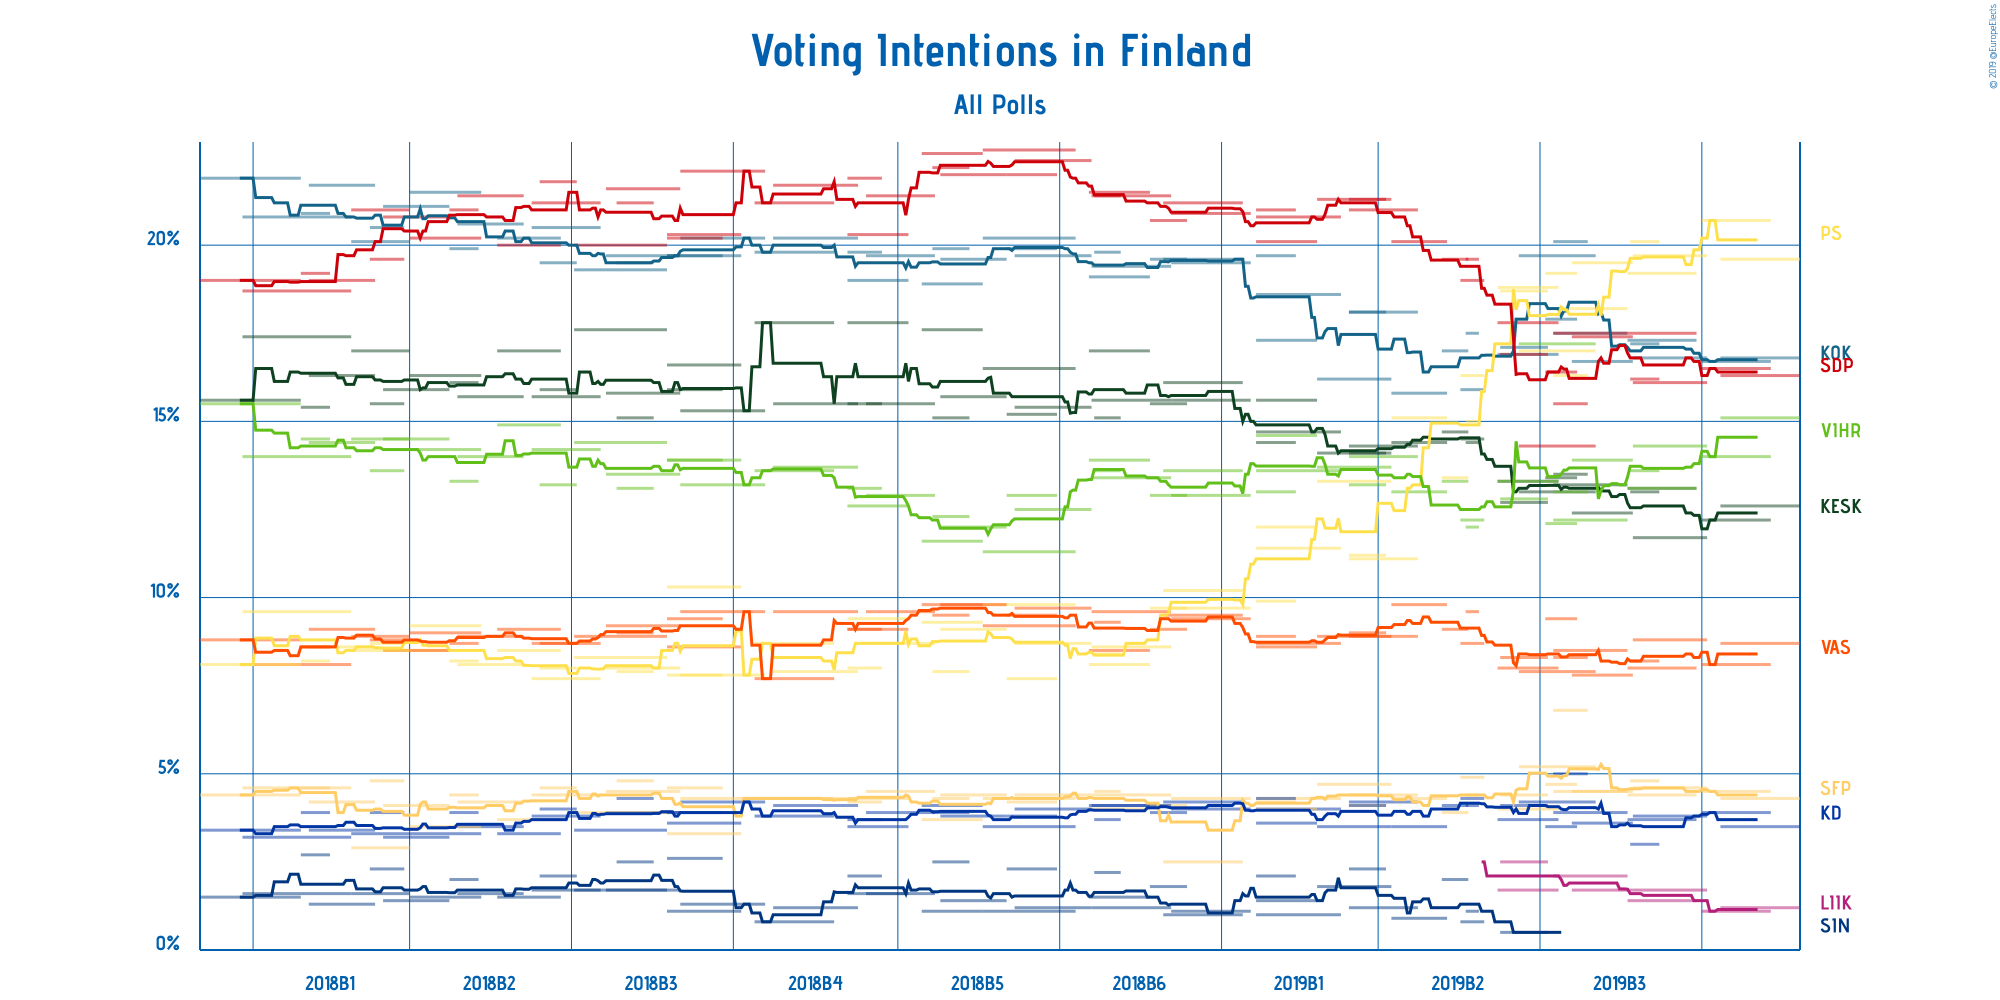 Voting Intentions in Finland
All Polls
© 2019 @EuropeElects
20%
15%
10%
5%
0%
PS
KOK
SDP
VIHR
KESK
VAS
SFP
KD
LIIK
SIN
2018B1
2018B2
2018B3
2018B4
2018B5
2018B6
2019B1
2019B2
2019B3